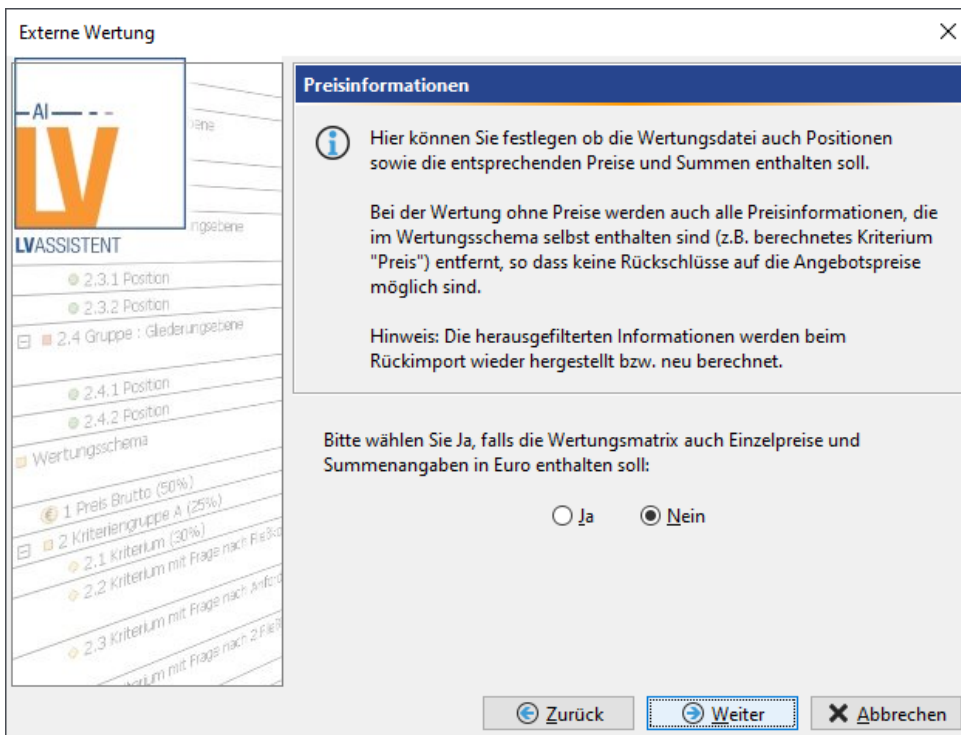 Externe Wertung
AI
LV
LVASSISTENT
ene
ngsebene
2.3.1 Position
2.3.2 Position
2.4 Gruppe : Gliederungsebene
2.4.1 Position
2.4.2 Position
Wertungsschema
1 Preis Brutto (50%)
2 Kriteriengruppe A (25%)
2.1 Kriterium (30%)
2.2 Kriterium mit Frage nach
2.3 Kriterium mit Frage nach
mit Frage nach 2
Preisinformationen
Hier können Sie festlegen ob die Wertungsdatei auch Positionen
sowie die entsprechenden Preise und Summen enthalten soll.
Bei der Wertung ohne Preise werden auch alle Preisinformationen, die
im Wertungsschema selbst enthalten sind (z.B. berechnetes Kriterium
"Preis") entfernt, so dass keine Rückschlüsse auf die Angebotspreise
möglich sind.
Hinweis: Die herausgefilterten Informationen werden beim
Rückimport wieder hergestellt bzw. neu berechnet.
Bitte wählen Sie Ja, falls die Wertungsmatrix auch Einzelpreise und
Summenangaben in Euro enthalten soll:
Ja Nein
Zurück Weiter Abbrechen